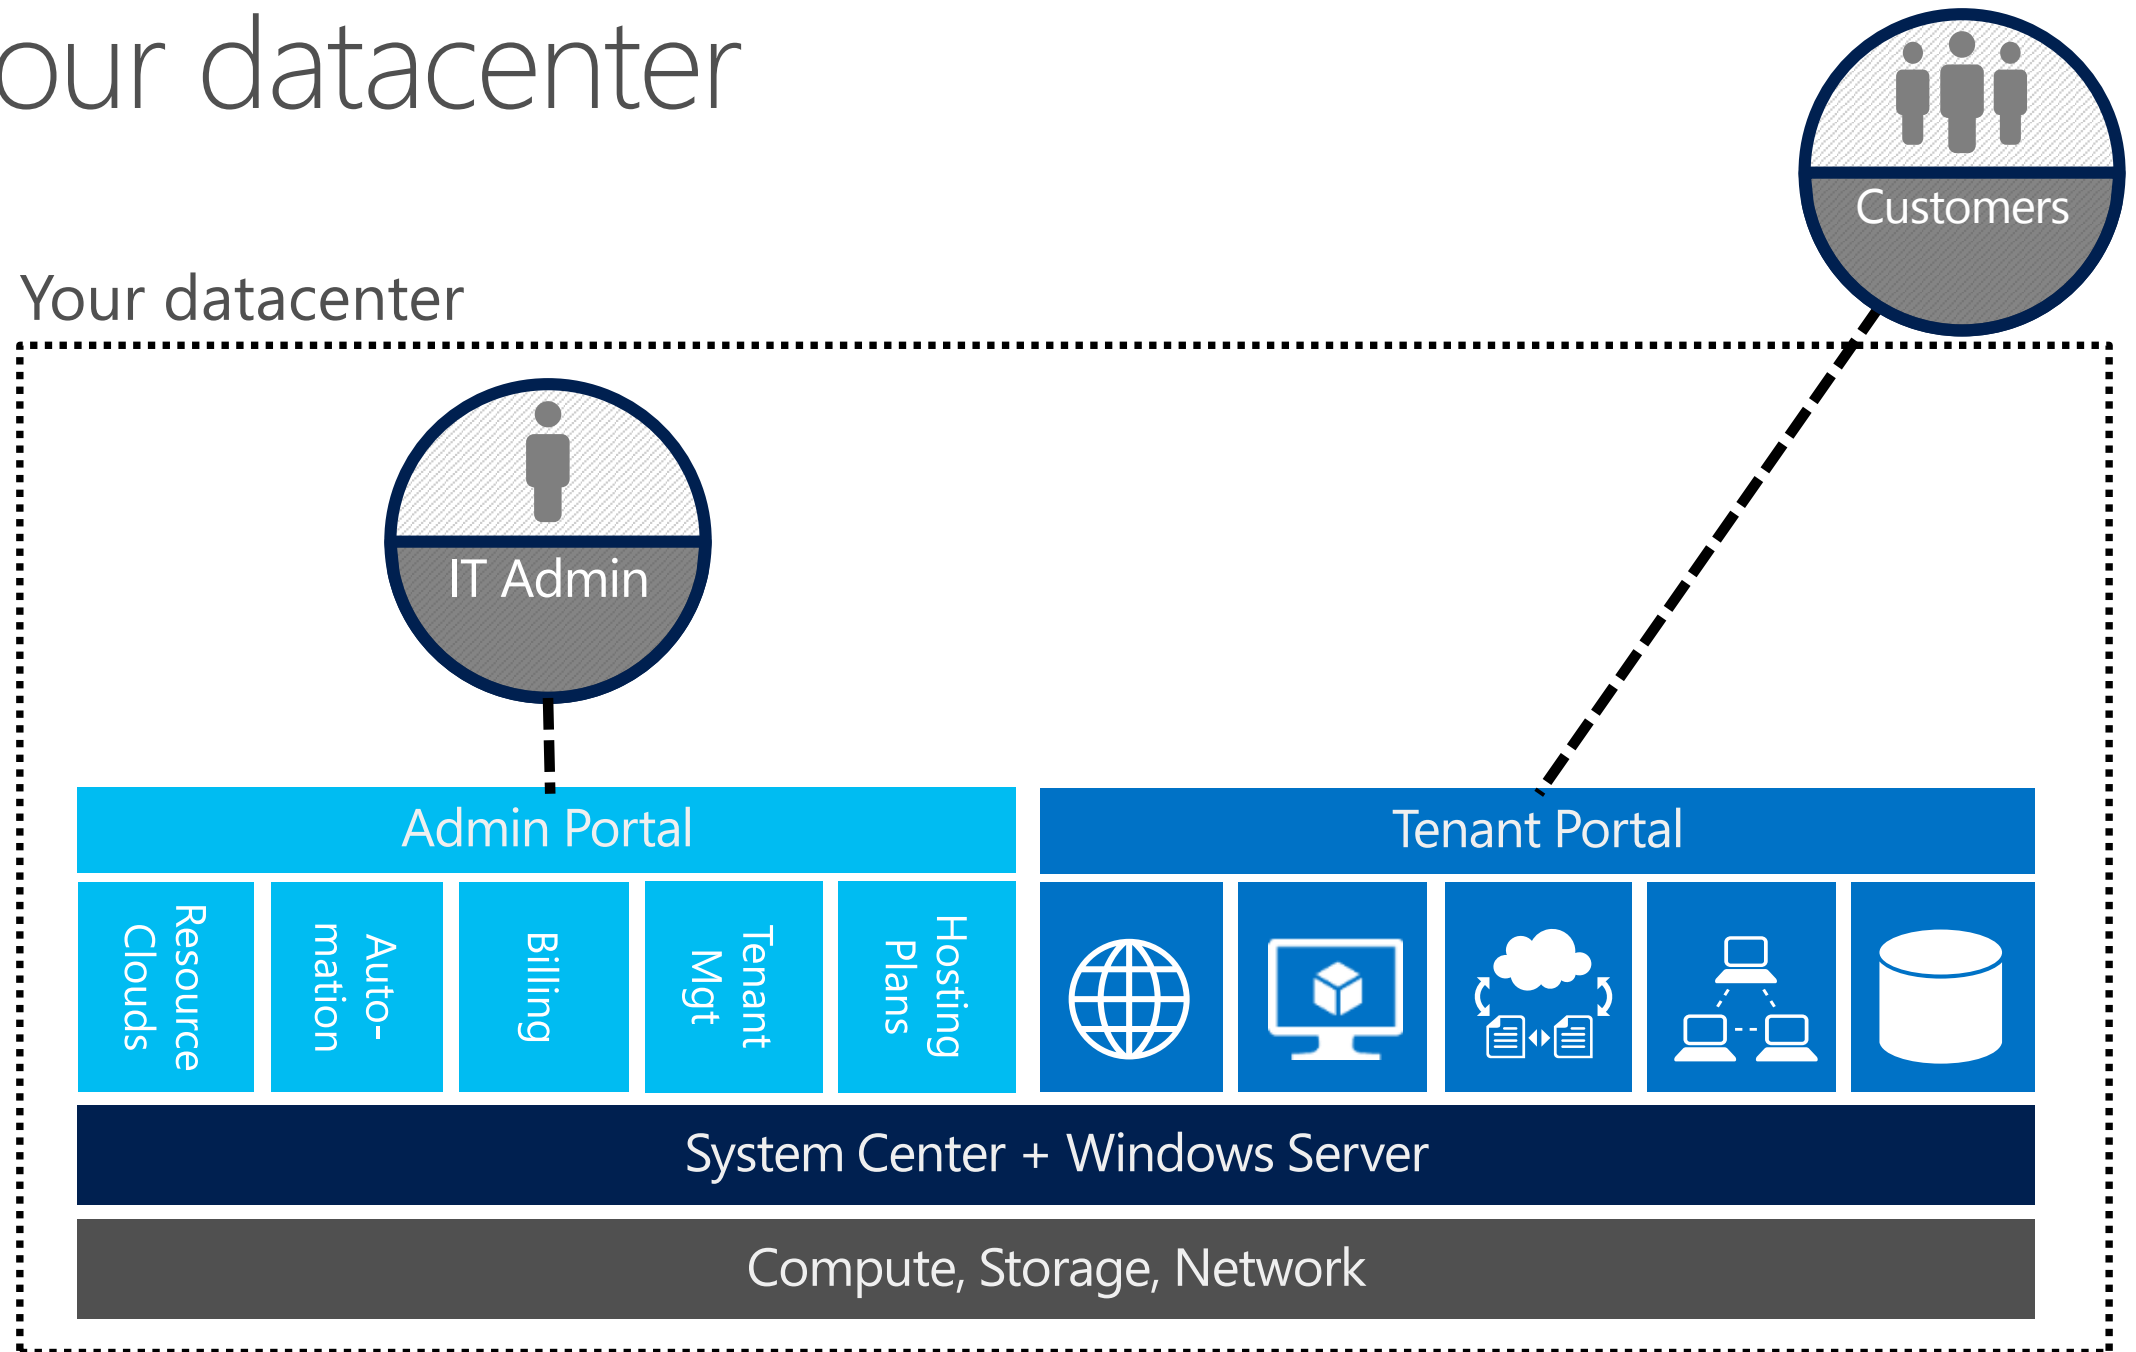 our datacenter
Customers
Your datacenter
IT Admin
Admin Portal
Tenant Portal
Resource
Clouds
Auto-
mation
Billing
Tenant
Mgt
Hosting
Plans
System Center + Windows Server
Compute, Storage, Network